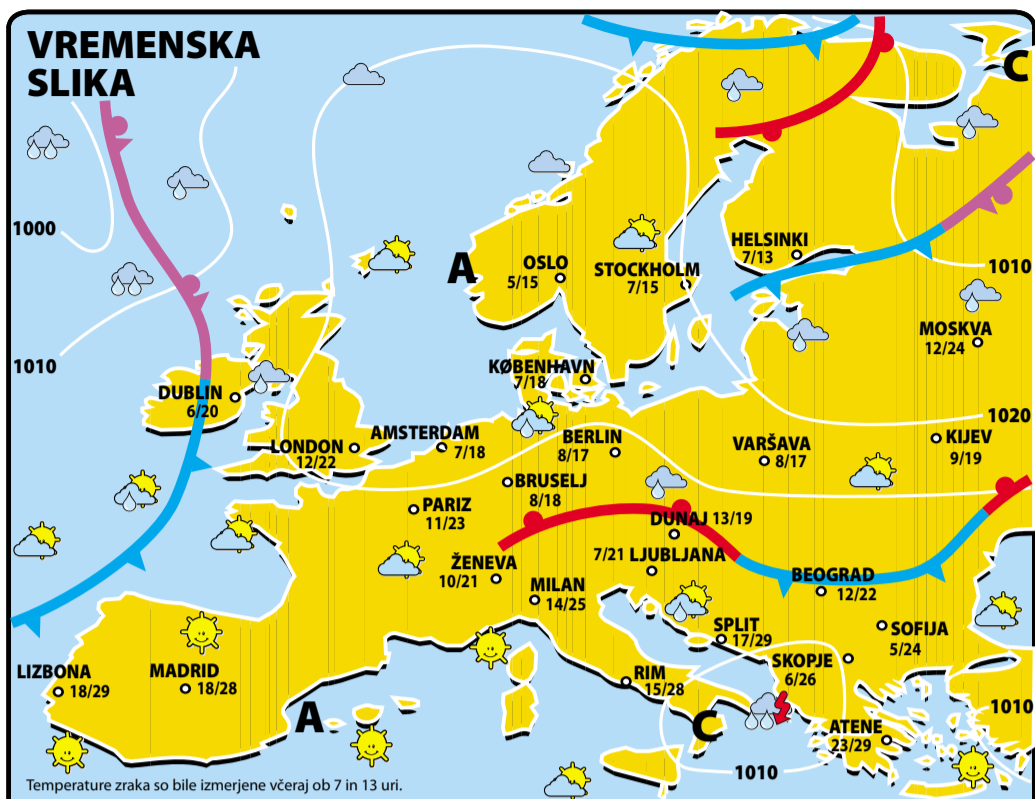 VREMENSKA
SLIKA
C
1000
A
OSLO
5/15
STOCKHOLM
7/15
HELSINKI
7/13
1010
MOSKVA
12/24
1010
KØBENHAVN
7/18
DUBLIN
6/20
LONDON
12/22
AMSTERDAM
7/18
BERLIN
8/17
VARŠAVA
8/17
1020
KIJEV
9/19
BRUSELJ
8/18
PARIZ
11/23
DUNAJ 13/19
ŽENEVA
10/21
7/21 LJUBLJANA
MILAN
14/25
BEOGRAD
12/22
SPLIT
17/29
SOFIJA
5/24
SKOPJE
6/26
LIZBONA
18/29
MADRID
18/28
RIM
15/28
A
C
ATENE
23/29
1010
1010
Temperature zraka so bile izmerjene včeraj ob 7 in 13 uri.